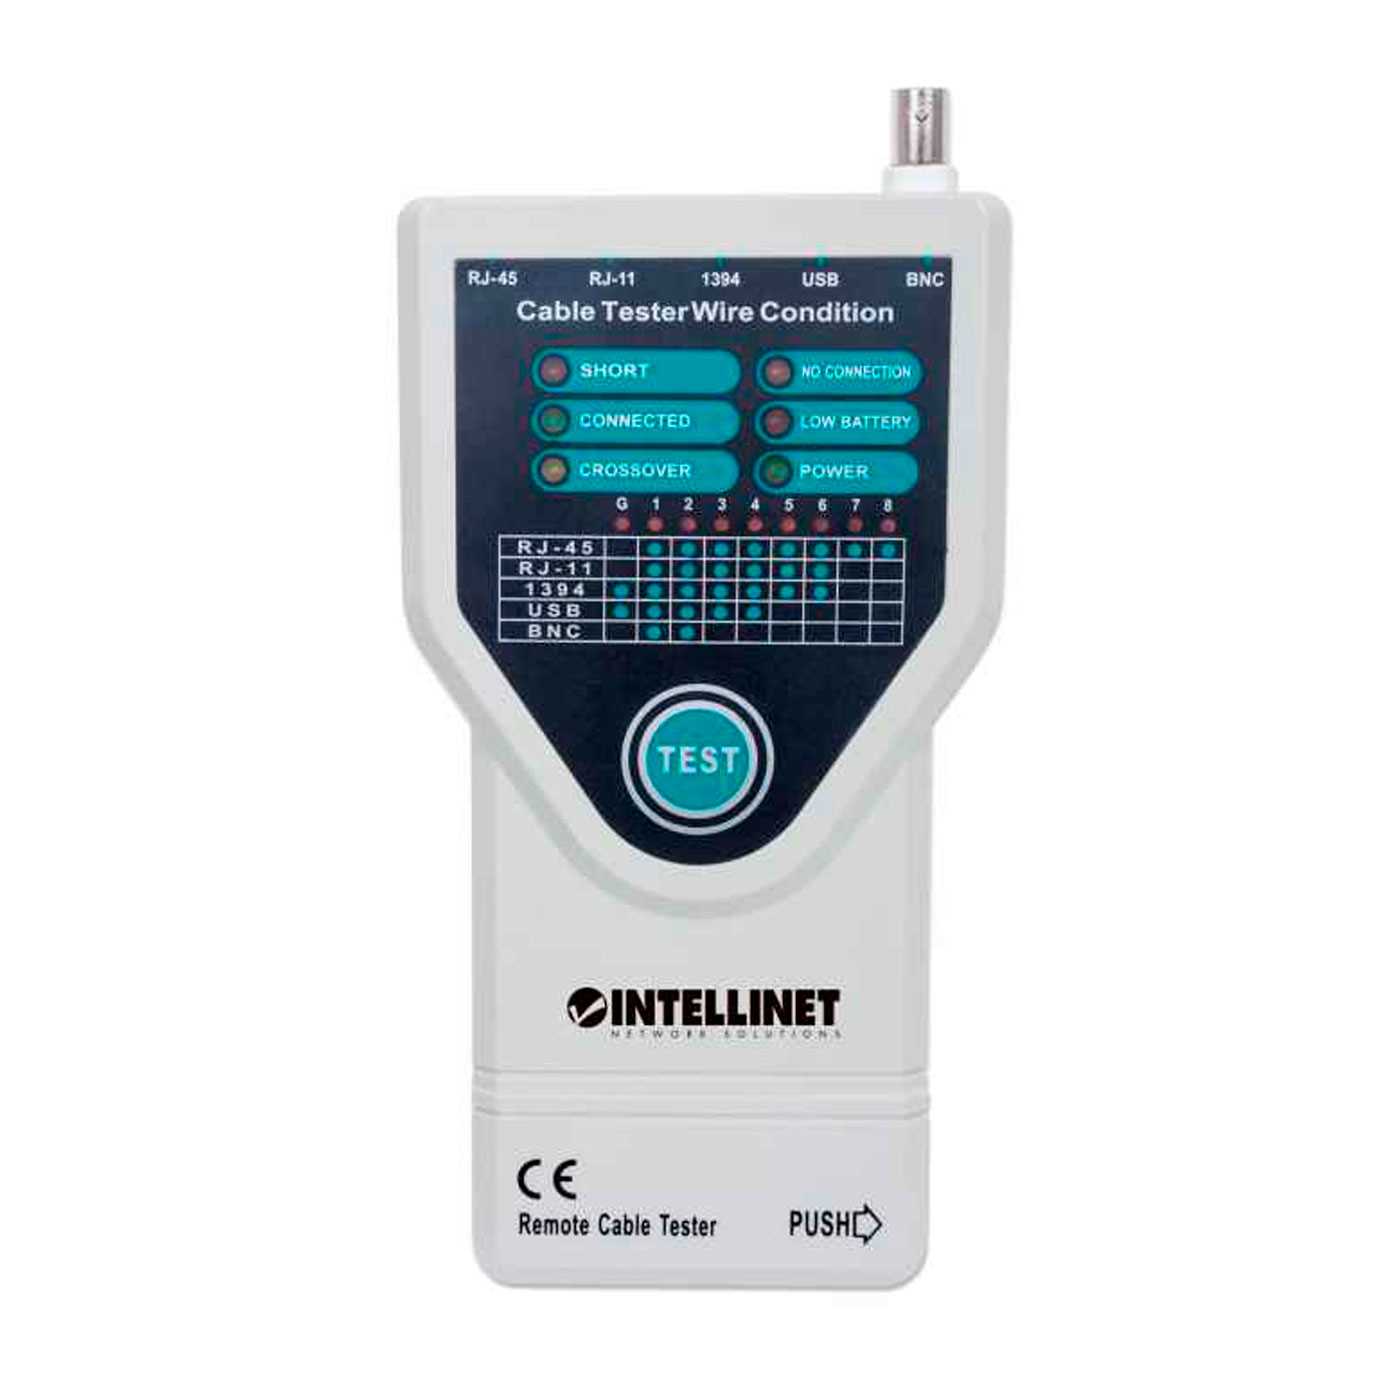 RJ-45 RJ-11 1394 USB BNC
Cable Tester Wire Condition
SHORT NO CONNECTION
CONNECTED LOW BATTERY
CROSSOVER POWER
G 1 2 3 4 5 6 7 8
RJ-45
RJ-11
1394
USB
BNC
TEST
INTELLINET
NETWORK SOLUTIONS
CE
Remote Cable Tester PUSH